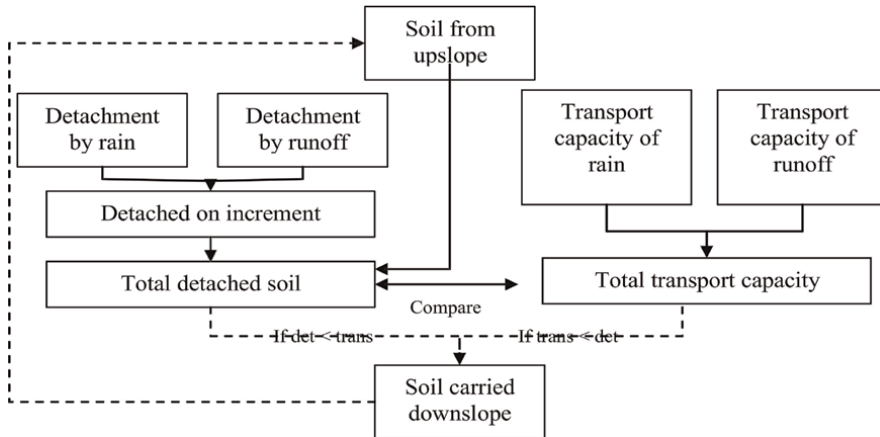 Soil from
upslope
Detachment
by rain
Detachment
by runoff
Transport
capacity of
rain
Transport
capacity of
runoff
Detached on increment
Total detached soil
Total transport capacity
Compare
If det < trans
If trans < det
Soil carried
downslope